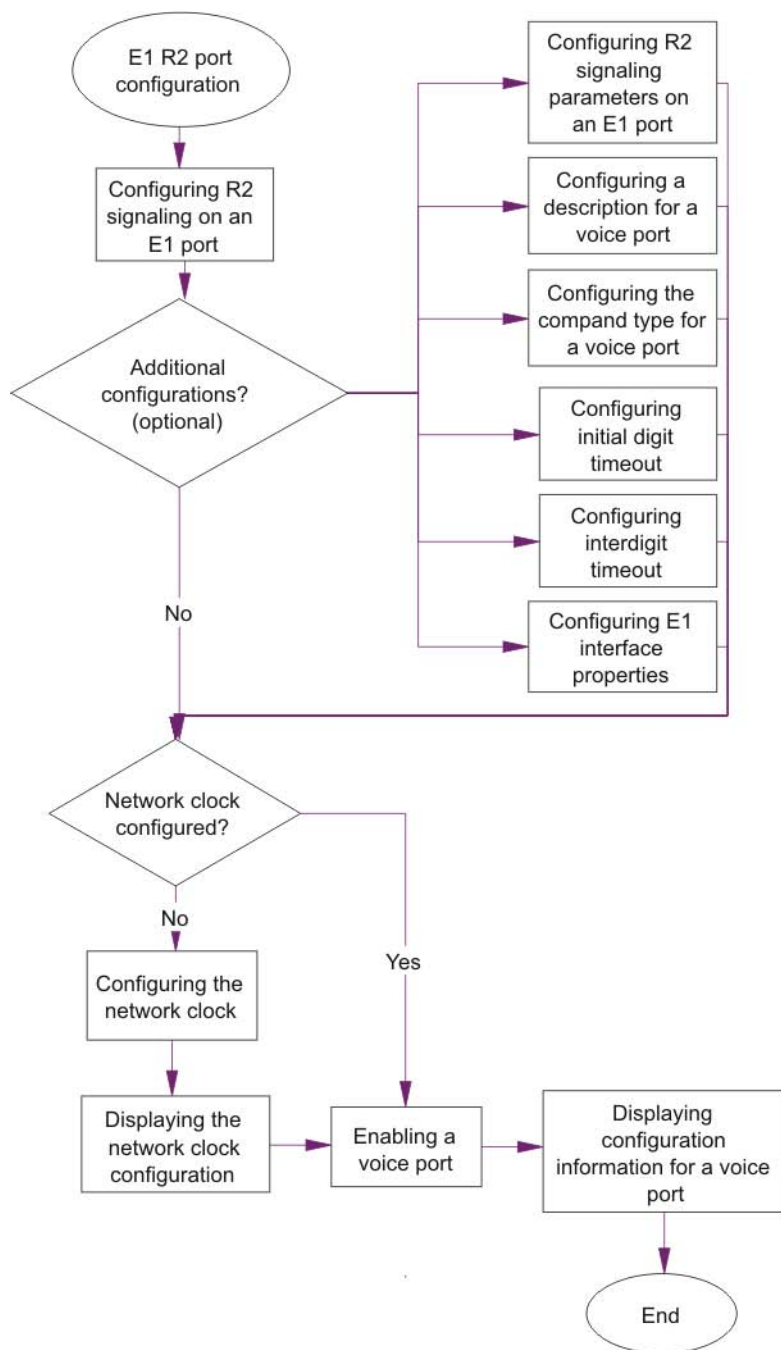 E1 R2 port
configuration
Configuring R2
signaling on an
E1 port
Additional
configurations?
(optional)
Configuring R2
signaling
parameters on
an E1 port
Configuring a
description for a
voice port
Configuring the
compand type for
a voice port
Configuring
initial digit
timeout
Configuring
interdigit
timeout
Configuring E1
interface
properties
No
Network clock
configured?
No
Yes
Configuring the
network clock
Displaying the
network clock
configuration
Enabling a
voice port
Displaying
configuration
information for a voice
port
End